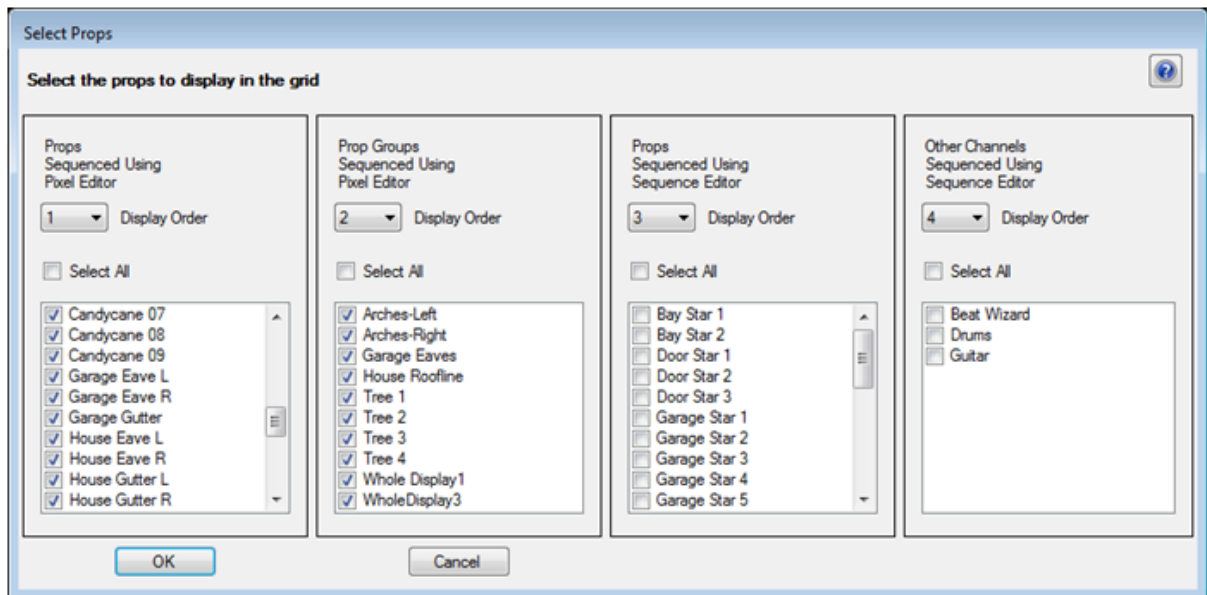 Select Props
Select the props to display in the grid
Props
Sequenced Using
Pixel Editor
1
Display Order
Select All
Candycane 07
Candycane 08
Candycane 09
Garage Eave L
Garage Eave R
Garage Gutter
House Eave L
House Eave R
House Gutter L
House Gutter R
Prop Groups
Sequenced Using
Pixel Editor
2
Display Order
Select All
Arches-Left
Arches-Right
Garage Eaves
House Roofline
Tree 1
Tree 2
Tree 3
Tree 4
Whole Display1
WholeDisplay3
Props
Sequenced Using
Sequence Editor
3
Display Order
Select All
Bay Star 1
Bay Star 2
Door Star 1
Door Star 2
Door Star 3
Garage Star 1
Garage Star 2
Garage Star 3
Garage Star 4
Garage Star 5
Other Channels
Sequenced Using
Sequence Editor
4
Display Order
Select All
Beat Wizard
Drums
Guitar
OK
Cancel